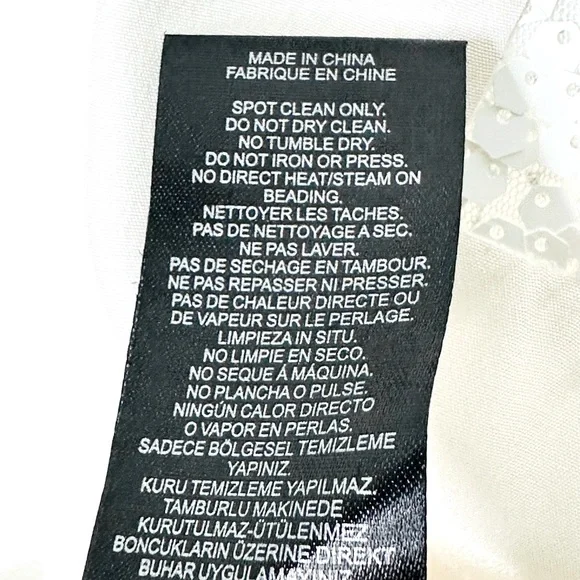 MADE IN CHINA
FABRIQUE EN CHINE
SPOT CLEAN ONLY.
DO NOT DRY CLEAN.
NO TUMBLE DRY.
DO NOT IRON OR PRESS.
NO DIRECT HEAT/STEAM ON
BEADING.
NETTOYER LES TACHES.
PAS DE NETTOYAGE A SEC.
NE PAS LAVER.
PAS DE SECHAGE EN TAMBOUR.
NE PAS REPASSER NI PRESSER.
PAS DE CHALEUR DIRECTE OU
DE VAPEUR SUR LE PERLAGE.
LIMPIEZA IN SITU.
NO LIMPIE EN SECO.
NO SEQUE Á MÁQUINA.
NO PLANCHA O PULSE.
NINGÚN CALOR DIRECTO
O VAPOR EN PERLAS.
SADECE BÖLGESEL TEMIZLEME
YAPINIZ.
KURU TEMIZLEME YAPILMAZ.
TAMBURLU MAKINEDE
KURUTULMAZ-ÜTÜLENMEZ
BONCUKLARIN ÜZERINE DIREKT
BUHAR UYGULAMAYINIZ